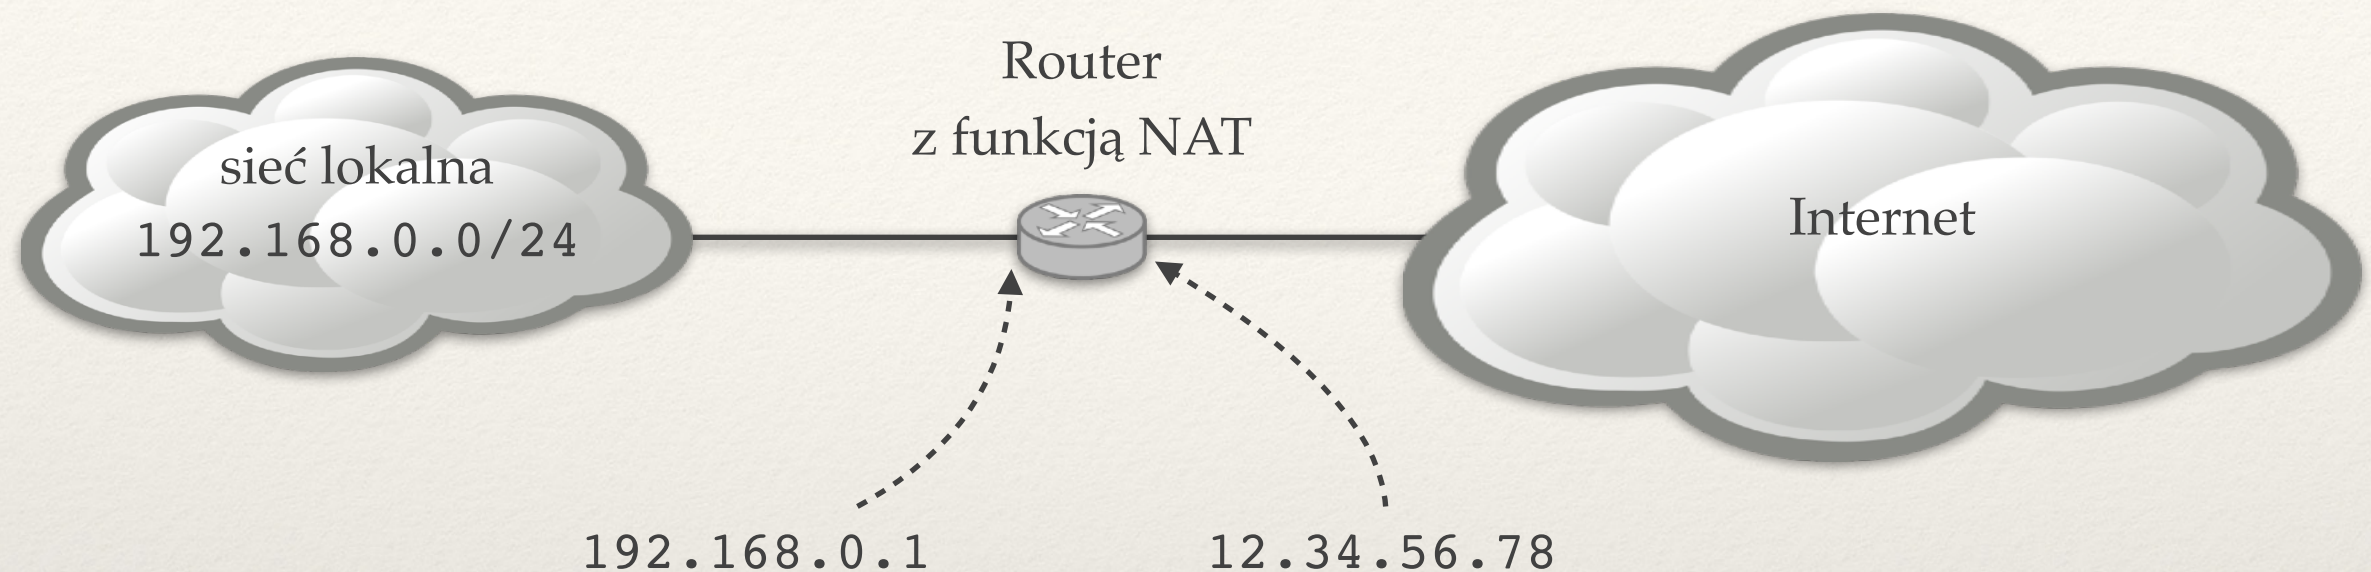 sieć lokalna
192.168.0.0/24
Router
z funkcją NAT
Internet
192.168.0.1
12.34.56.78